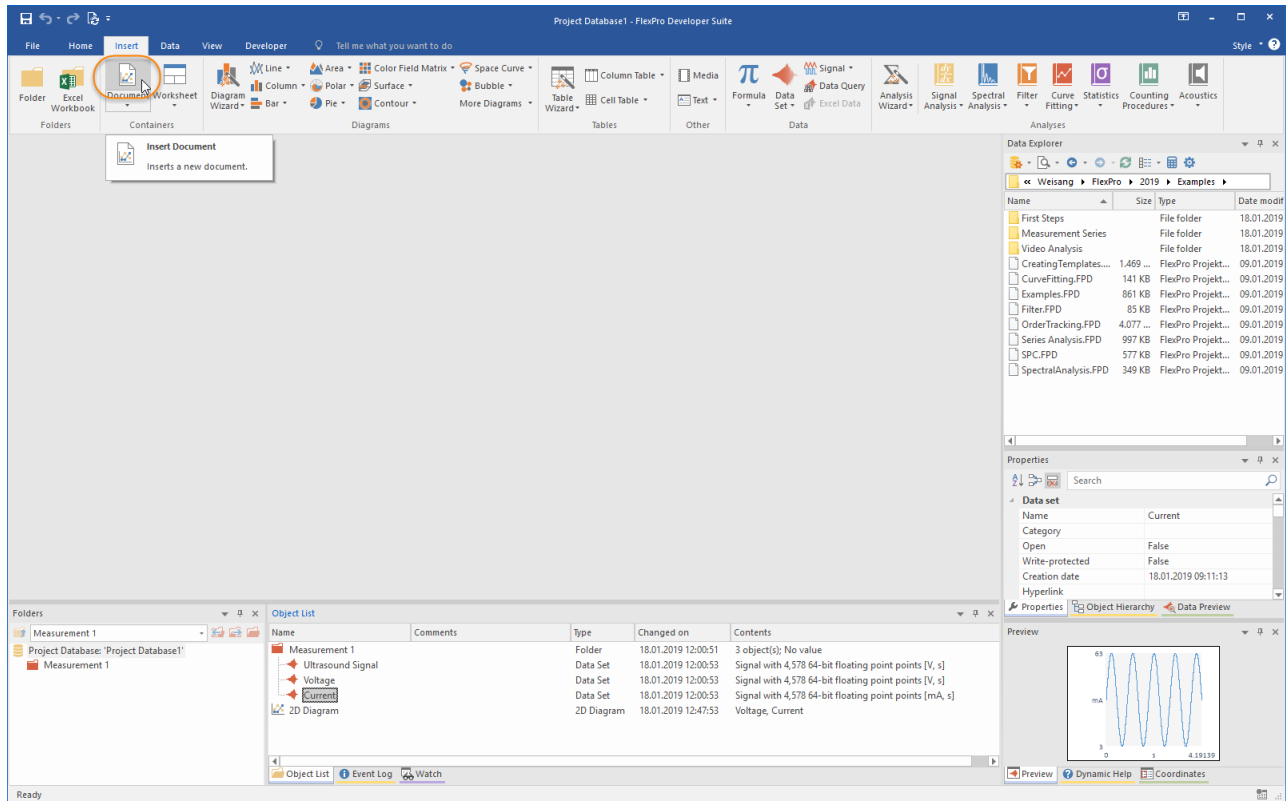 Project Database1 - FlexPro Developer Suite
File Home Insert Data View Developer Tell me what you want to do Style
Folder
Excel Workbook
Folders
Document
Worksheet
Containers
Diagram Wizard
Line Area Color Field Matrix Space Curve
Column Polar Surface Bubble
Bar Pie Contour More Diagrams
Diagrams
Table Wizard
Column Table
Cell Table
Tables
Media
Text
Other
Formula
Data Set
Signal
Data Query
Excel Data
Data
Analysis Wizard
Signal Analysis
Spectral Analysis
Filter
Curve Fitting
Statistics
Counting Procedures
Acoustics
Analyses
Insert Document
Inserts a new document.
Data Explorer
« Weisang FlexPro 2019 Examples
Name Size Type Date modif
First Steps File folder 18.01.2019
Measurement Series File folder 18.01.2019
Video Analysis File folder 18.01.2019
CreatingTemplates.... 1.469 ... FlexPro Projekt... 09.01.2019
CurveFitting.FPD 141 KB FlexPro Projekt... 09.01.2019
Examples.FPD 861 KB FlexPro Projekt... 09.01.2019
Filter.FPD 85 KB FlexPro Projekt... 09.01.2019
OrderTracking.FPD 4.077 ... FlexPro Projekt... 09.01.2019
Series Analysis.FPD 997 KB FlexPro Projekt... 09.01.2019
SPC.FPD 577 KB FlexPro Projekt... 09.01.2019
SpectralAnalysis.FPD 349 KB FlexPro Projekt... 09.01.2019
Properties
Search
Data set
Name Current
Category
Open False
Write-protected False
Creation date 18.01.2019 09:11:13
Hyperlink
Properties Object Hierarchy Data Preview
Folders
Measurement 1
Project Database: 'Project Database1'
Measurement 1
Object List
Name Comments Type Changed on Contents
Measurement 1 Folder 18.01.2019 12:00:51 3 object(s); No value
Ultrasound Signal Data Set 18.01.2019 12:00:53 Signal with 4,578 64-bit floating point points [V, s]
Voltage Data Set 18.01.2019 12:00:53 Signal with 4,578 64-bit floating point points [V, s]
Current Data Set 18.01.2019 12:00:53 Signal with 4,578 64-bit floating point points [mA, s]
2D Diagram 2D Diagram 18.01.2019 12:47:53 Voltage, Current
Object List Event Log Watch
Preview
63
mA
3
0 s 4.19139
Preview Dynamic Help Coordinates
Ready